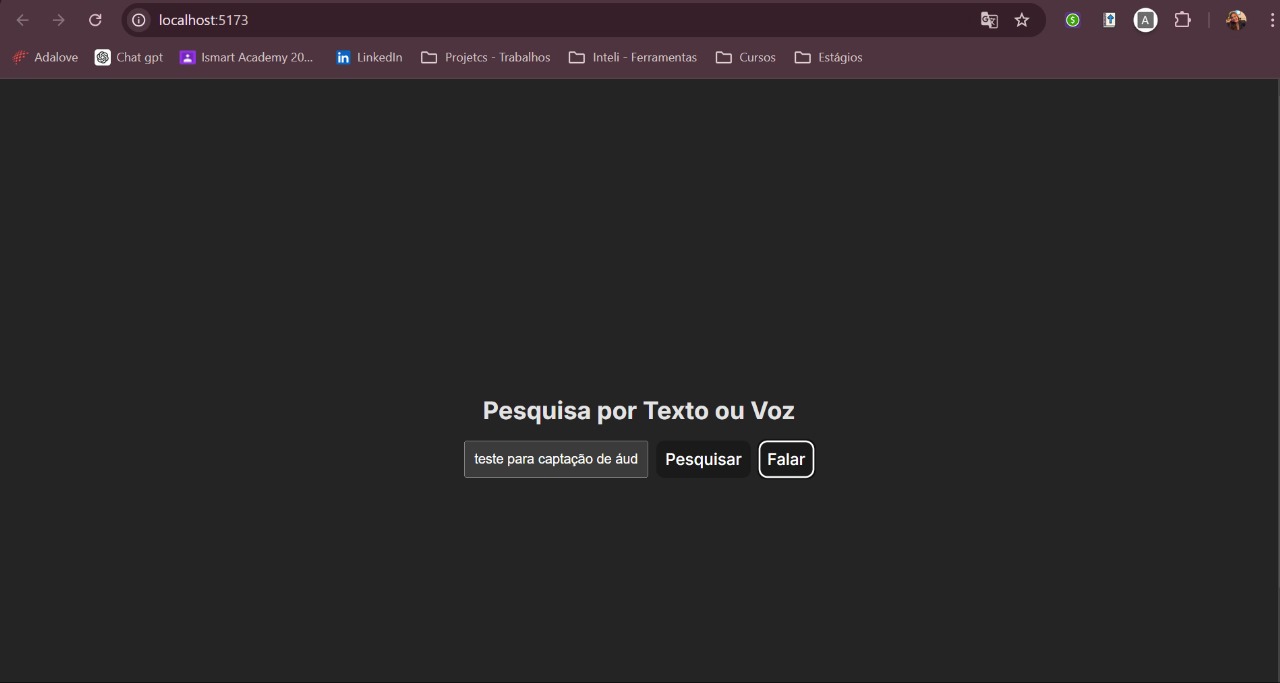 localhost:5173
Adalove Chat gpt Ismart Academy 20... LinkedIn Projetcs - Trabalhos Inteli - Ferramentas Cursos Estágios
Pesquisa por Texto ou Voz
teste para captação de áud Pesquisar Falar